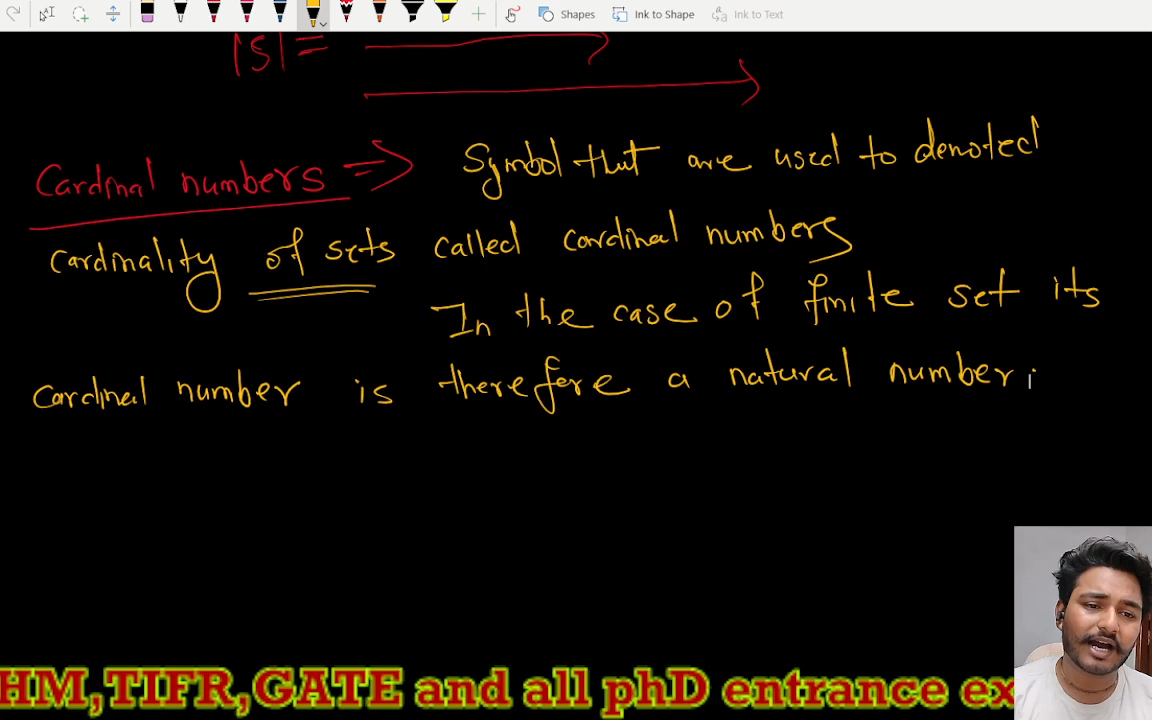 Shapes Ink to Shape Ink to Text
|S| =
Cardinal numbers => Symbol that are used to denoted
cardinality of sets called cardinal numbers
In the case of finite set its
cardinal number is therefere a natural number i
HM,TIFR,GATE and all phD entrance ex